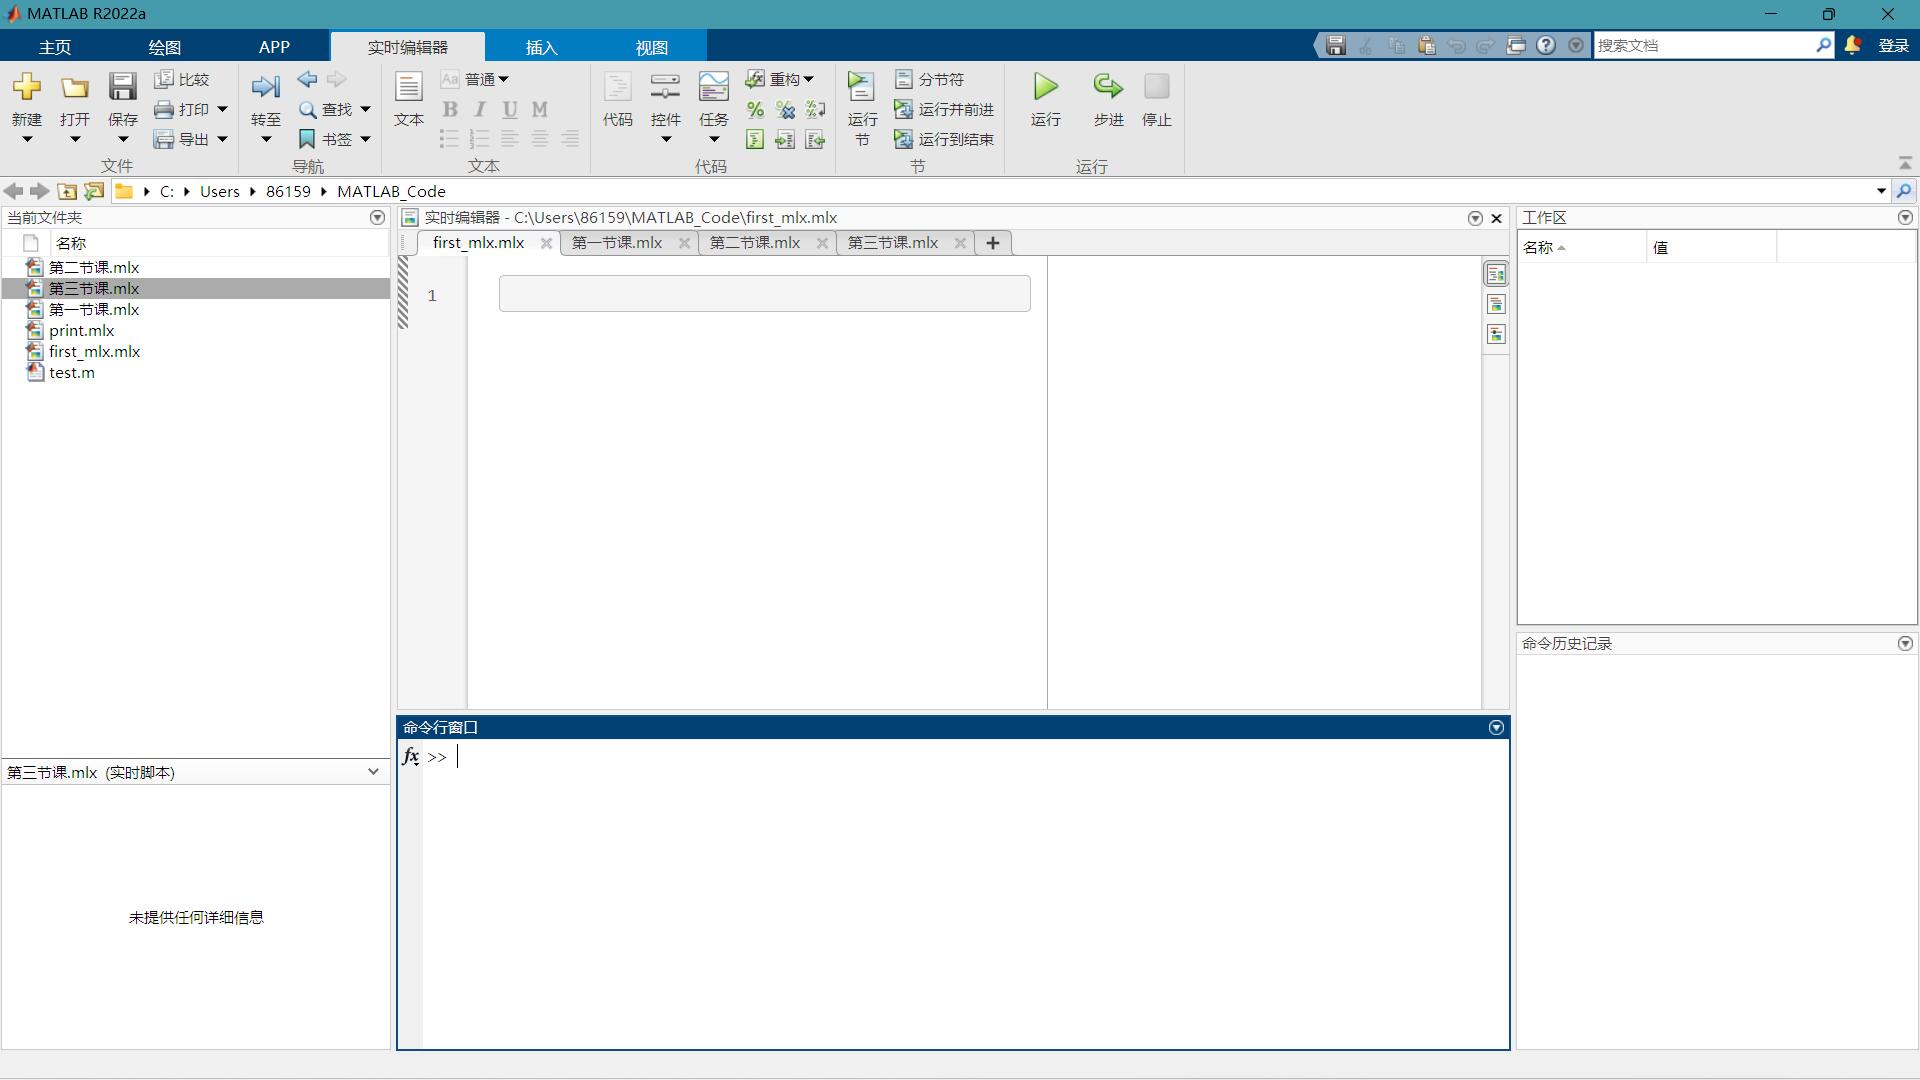 MATLAB R2022a
主页 绘图 APP 实时编辑器 插入 视图 搜索文档 登录
新建 打开 保存 比较 打印 导出 转至 查找 书签 文本 Aa 普通 B I U M 代码 控件 任务 重构 运行节 分节符 运行并前进 运行到结束 运行 步进 停止
文件 导航 文本 代码 节 运行
C: Users 86159 MATLAB_Code
当前文件夹
名称
第二节课.mlx
第三节课.mlx
第一节课.mlx
print.mlx
first_mlx.mlx
test.m
第三节课.mlx (实时脚本)
未提供任何详细信息
实时编辑器 - C:\Users\86159\MATLAB_Code\first_mlx.mlx
first_mlx.mlx 第一节课.mlx 第二节课.mlx 第三节课.mlx
1
命令行窗口
fx >>
工作区
名称 值
命令历史记录